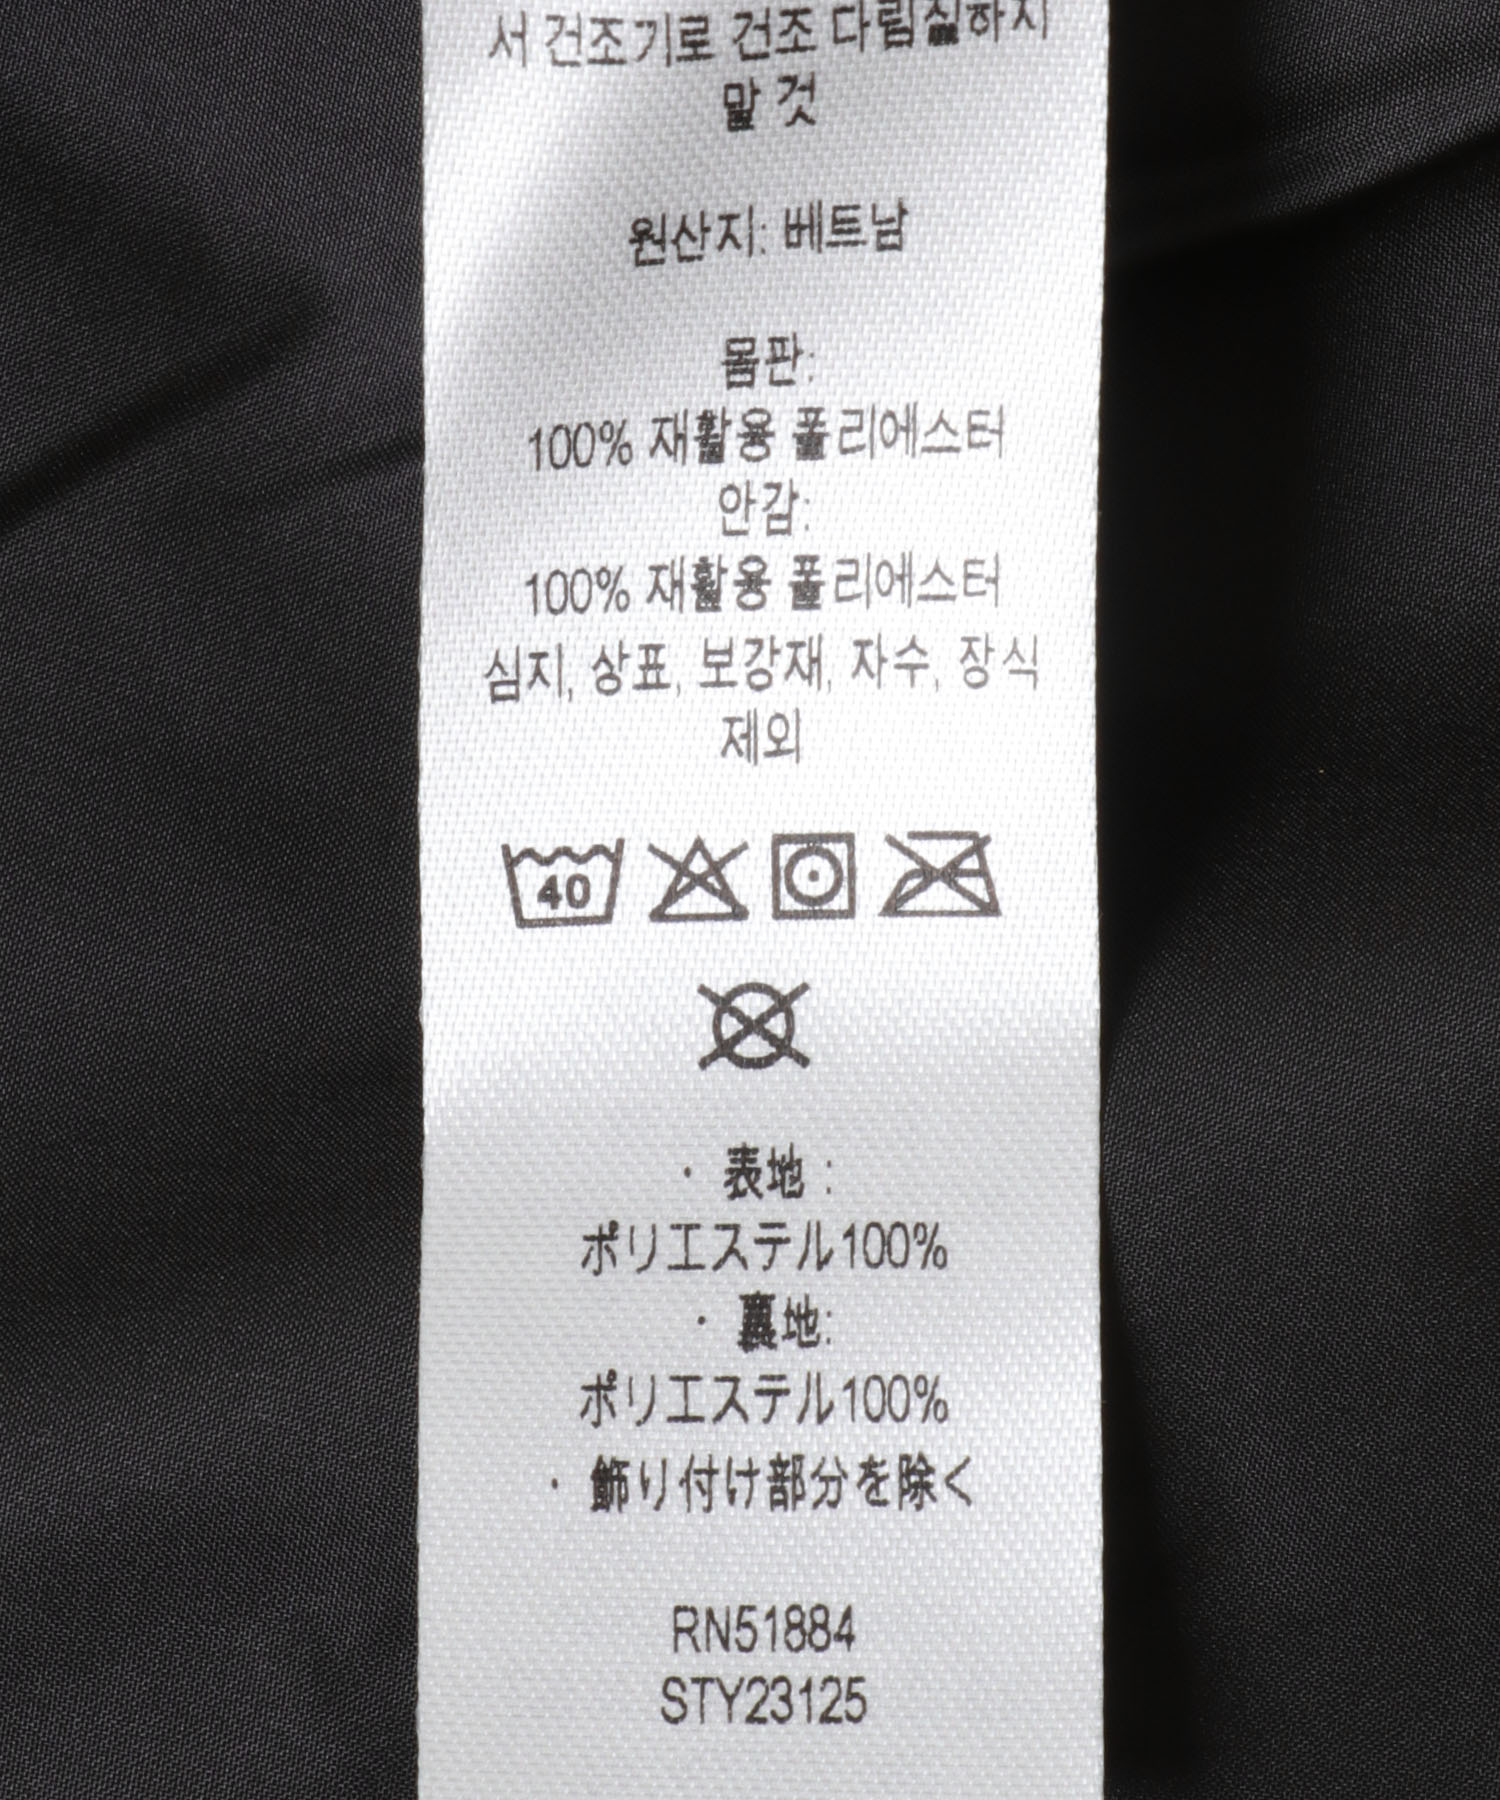 서 건조기로 건조 다림질하지
말 것
원산지: 베트남
몸판:
100% 재활용 폴리에스터
안감:
100% 재활용 폴리에스터
심지, 상표, 보강재, 자수, 장식
제외
40
· 表地 :
ポリエステル100%
· 裏地:
ポリエステル100%
· 飾り付け部分を除く
RN51884
STY23125